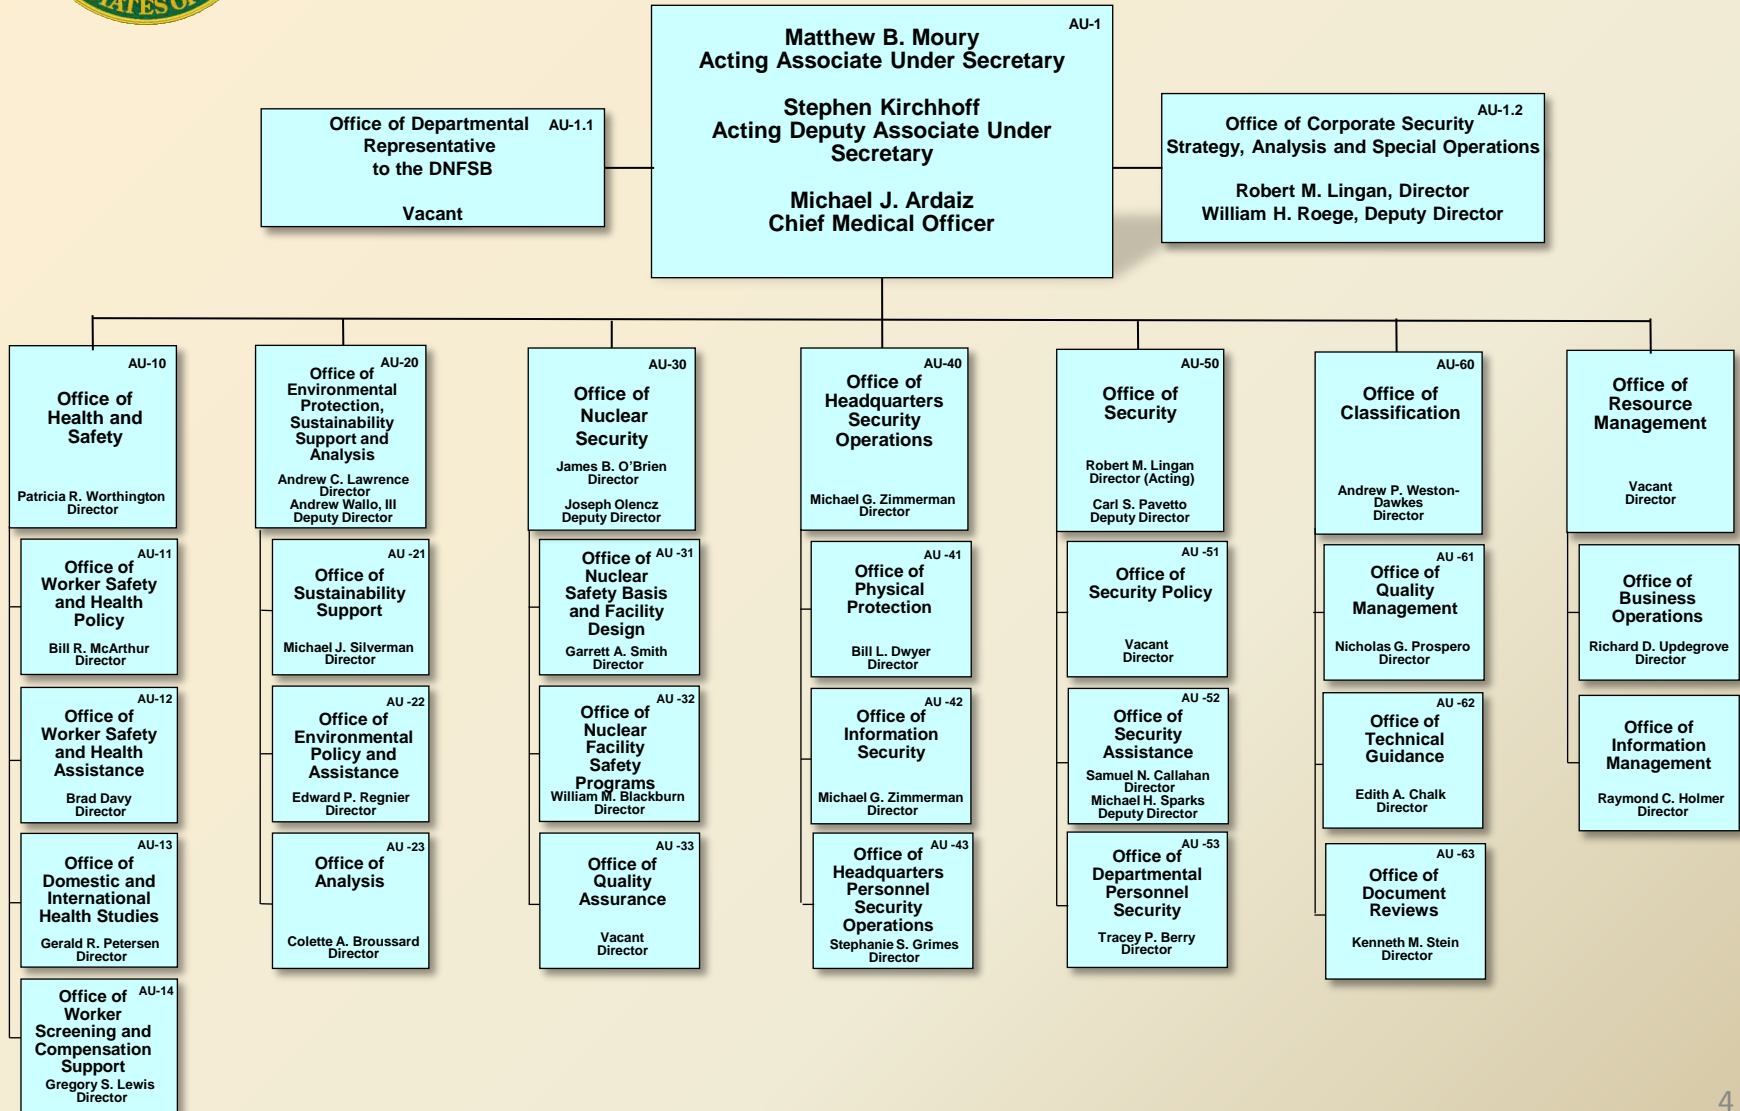 TATES OF
AU-1
Matthew B. Moury
Acting Associate Under Secretary
Stephen Kirchhoff
Acting Deputy Associate Under
Secretary
Michael J. Ardaiz
Chief Medical Officer
Office of Departmental AU-1.1
Representative
to the DNFSB
Vacant
AU-1.2
Office of Corporate Security
Strategy, Analysis and Special Operations
Robert M. Lingan, Director
William H. Roege, Deputy Director
AU-10
Office of
Health and
Safety
Patricia R. Worthington
Director
AU-11
Office of
Worker Safety
and Health
Policy
Bill R. McArthur
Director
AU-12
Office of
Worker Safety
and Health
Assistance
Brad Davy
Director
AU-13
Office of
Domestic and
International
Health Studies
Gerald R. Petersen
Director
Office of AU-14
Worker
Screening and
Compensation
Support
Gregory S. Lewis
Director
AU-20
Office of
Environmental
Protection,
Sustainability
Support and
Analysis
Andrew C. Lawrence
Director
Andrew Wallo, III
Deputy Director
AU -21
Office of
Sustainability
Support
Michael J. Silverman
Director
AU -22
Office of
Environmental
Policy and
Assistance
Edward P. Regnier
Director
AU -23
Office of
Analysis
Colette A. Broussard
Director
AU-30
Office of
Nuclear
Security
James B. O’Brien
Director
Joseph Olencz
Deputy Director
Office of AU -31
Nuclear
Safety Basis
and Facility
Design
Garrett A. Smith
Director
AU -32
Office of
Nuclear
Facility
Safety
Programs
William M. Blackburn
Director
AU -33
Office of
Quality
Assurance
Vacant
Director
AU-40
Office of
Headquarters
Security
Operations
Michael G. Zimmerman
Director
AU -41
Office of
Physical
Protection
Bill L. Dwyer
Director
AU -42
Office of
Information
Security
Michael G. Zimmerman
Director
Office of AU -43
Headquarters
Personnel
Security
Operations
Stephanie S. Grimes
Director
AU-50
Office of
Security
Robert M. Lingan
Director (Acting)
Carl S. Pavetto
Deputy Director
AU -51
Office of
Security Policy
Vacant
Director
AU -52
Office of
Security
Assistance
Samuel N. Callahan
Director
Michael H. Sparks
Deputy Director
AU -53
Office of
Departmental
Personnel
Security
Tracey P. Berry
Director
AU-60
Office of
Classification
Andrew P. Weston-
Dawkes
Director
AU -61
Office of
Quality
Management
Nicholas G. Prospero
Director
AU -62
Office of
Technical
Guidance
Edith A. Chalk
Director
AU -63
Office of
Document
Reviews
Kenneth M. Stein
Director
Office of
Resource
Management
Vacant
Director
Office of
Business
Operations
Richard D. Updegrove
Director
Office of
Information
Management
Raymond C. Holmer
Director
4